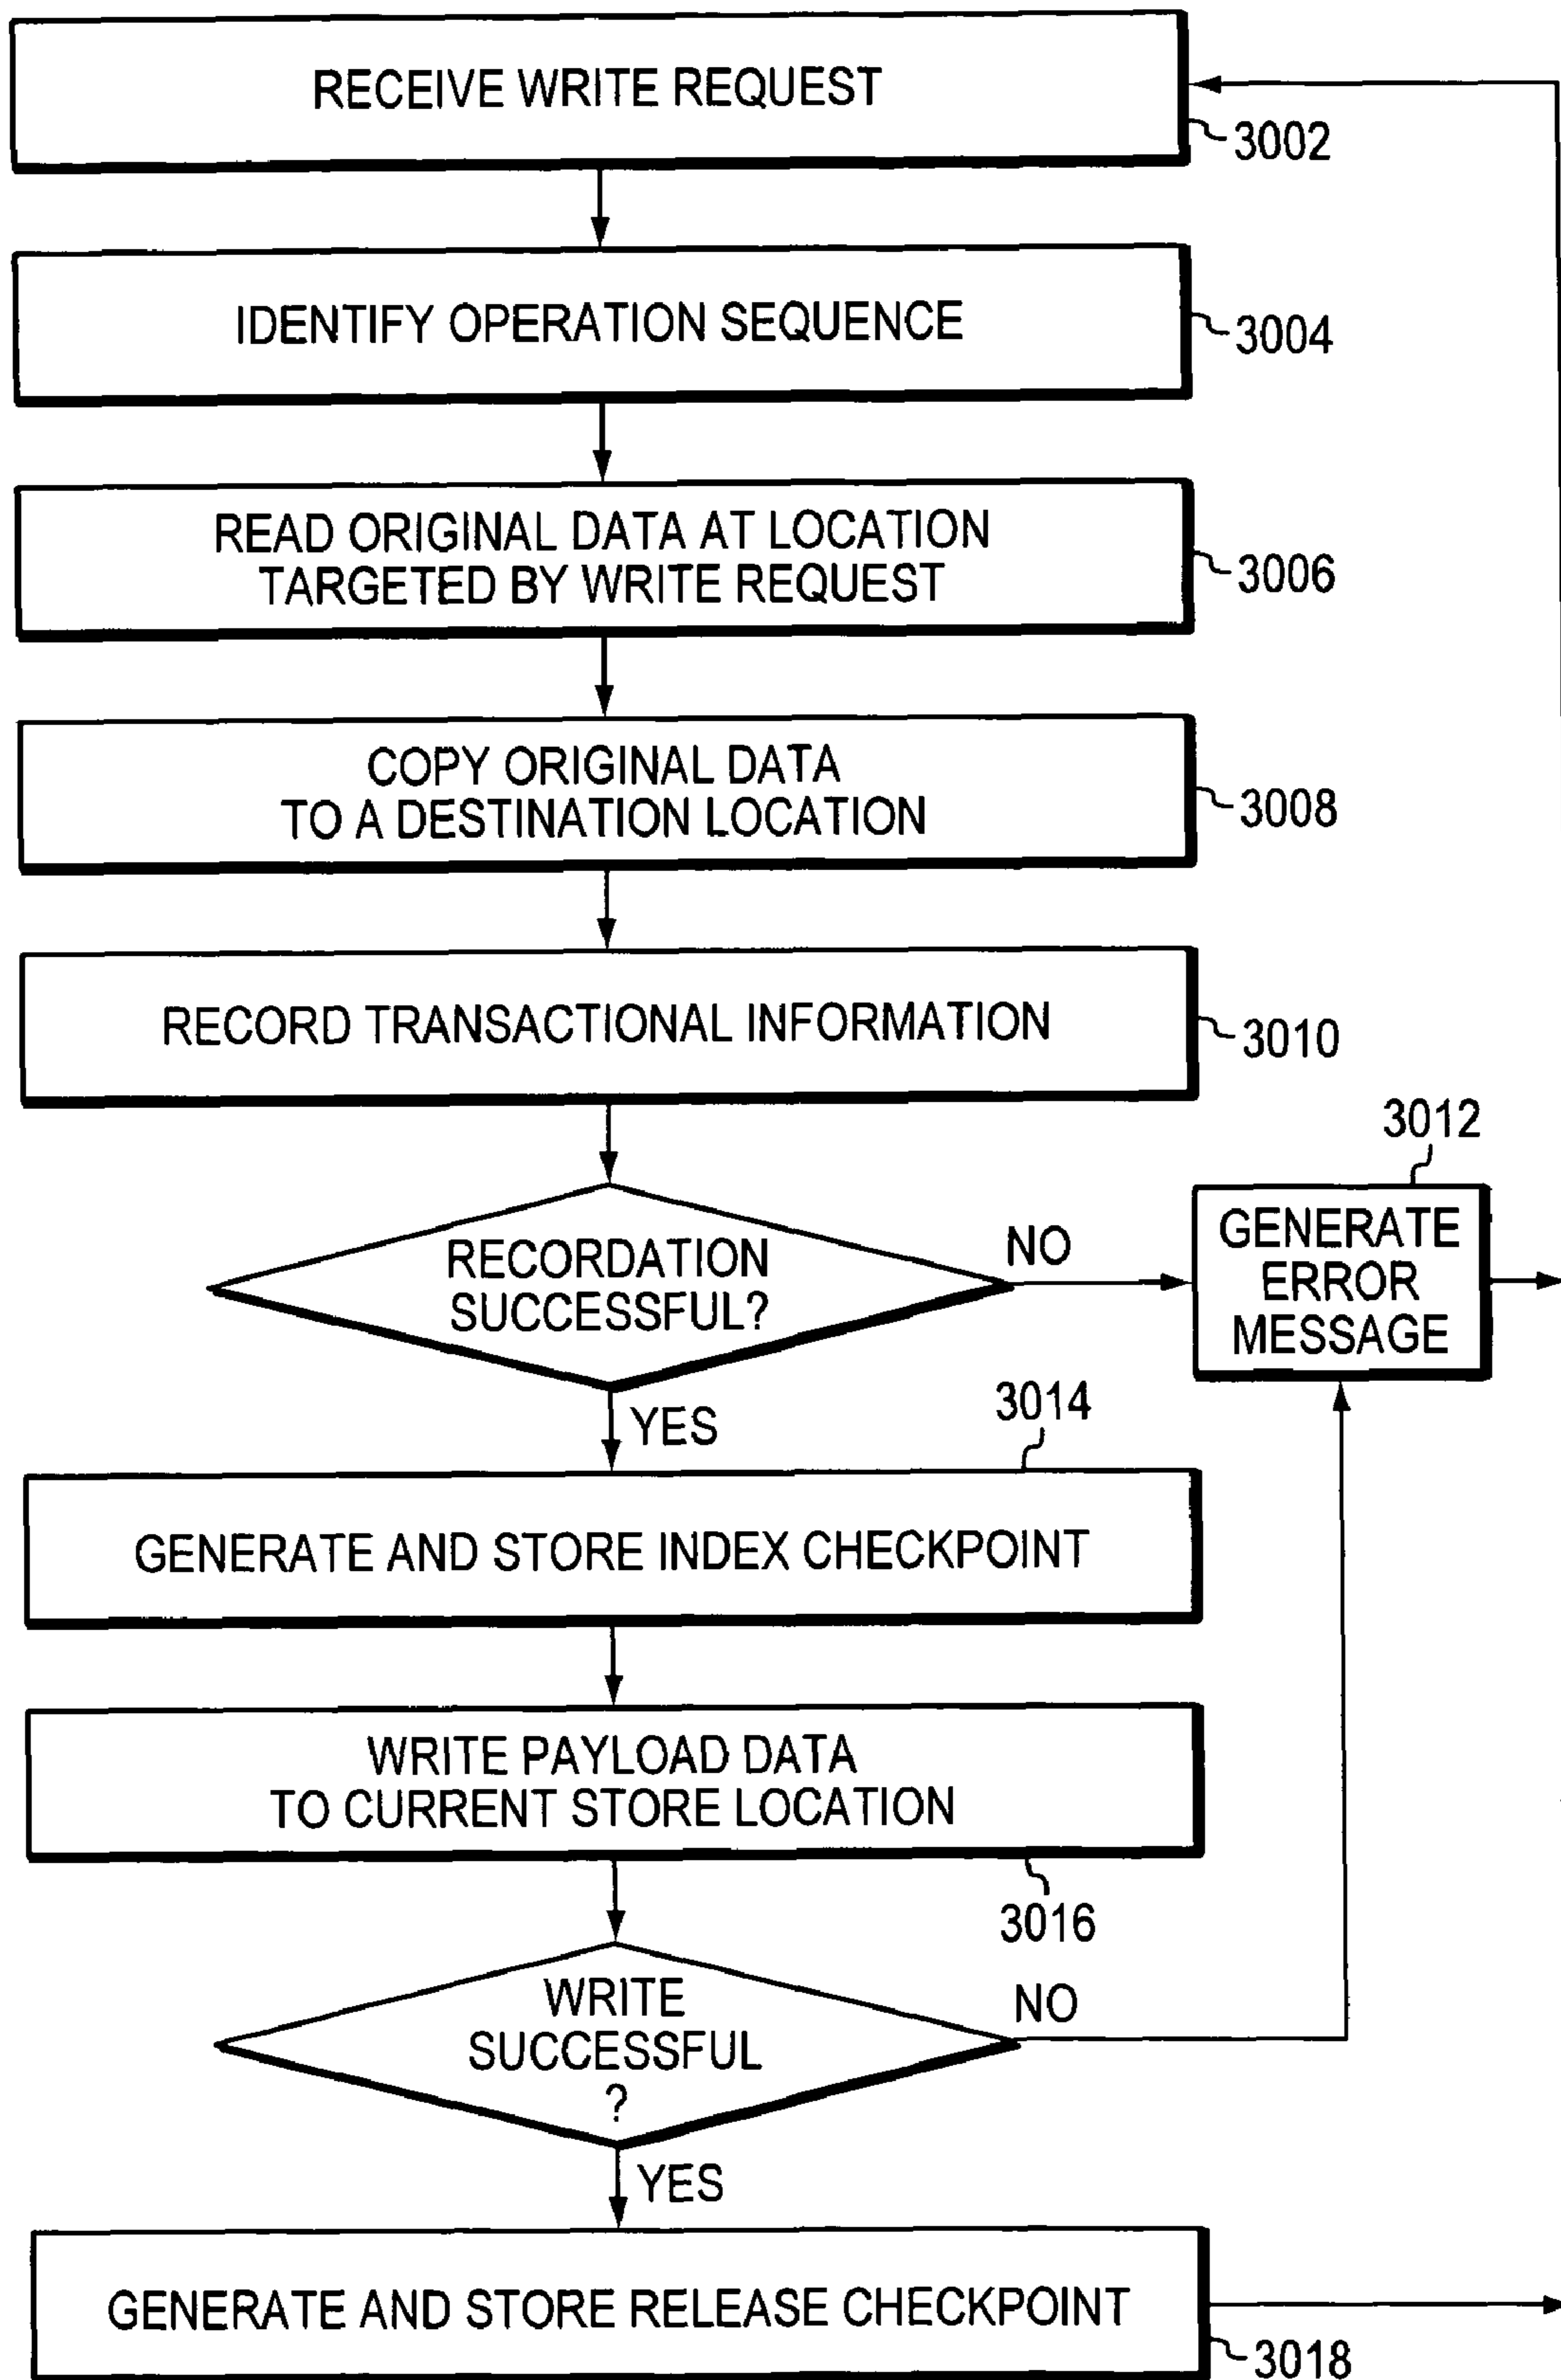 RECEIVE WRITE REQUEST
3002
IDENTIFY OPERATION SEQUENCE
3004
READ ORIGINAL DATA AT LOCATION
TARGETED BY WRITE REQUEST
3006
COPY ORIGINAL DATA
TO A DESTINATION LOCATION
3008
RECORD TRANSACTIONAL INFORMATION
3010
RECORDATION
SUCCESSFUL?
NO
3012
GENERATE
ERROR
MESSAGE
YES
3014
GENERATE AND STORE INDEX CHECKPOINT
WRITE PAYLOAD DATA
TO CURRENT STORE LOCATION
3016
WRITE
SUCCESSFUL
?
NO
YES
GENERATE AND STORE RELEASE CHECKPOINT
3018